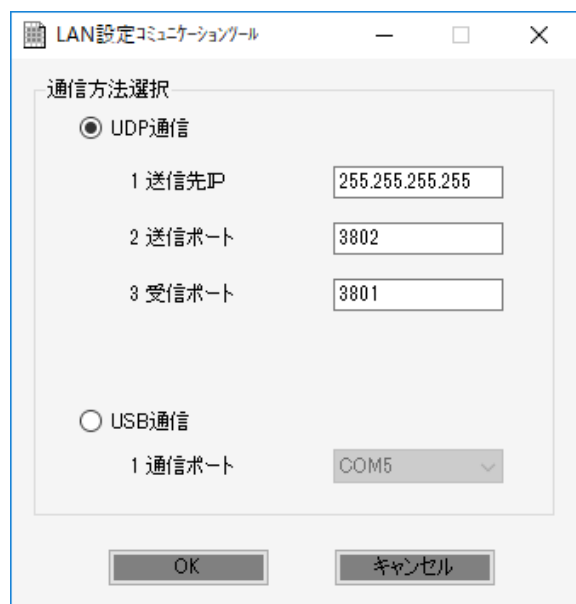 LAN設定ｺﾐｭﾆｹｰｼｮﾝﾂｰﾙ
通信方法選択
UDP通信
1 送信先IP 255.255.255.255
2 送信ポート 3802
3 受信ポート 3801
USB通信
1 通信ポート COM5
OK キャンセル